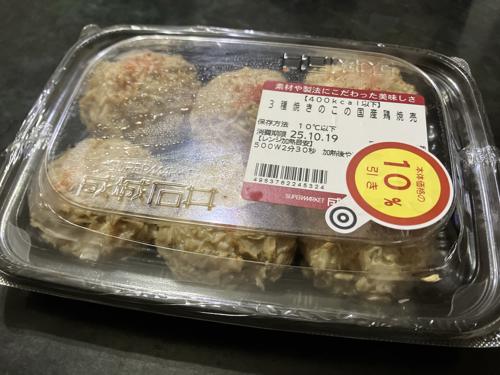 素材や製法にこだわった美味しさ
【400kcal以下】
3種焼きのこの国産鶏焼売
保存方法 10℃以下
消費期限 25.10.19
【レンジ加熱目安】
500W2分30秒 加熱後や
4953762245324
SUPERMARKET 成
本体価格の
10%
引き